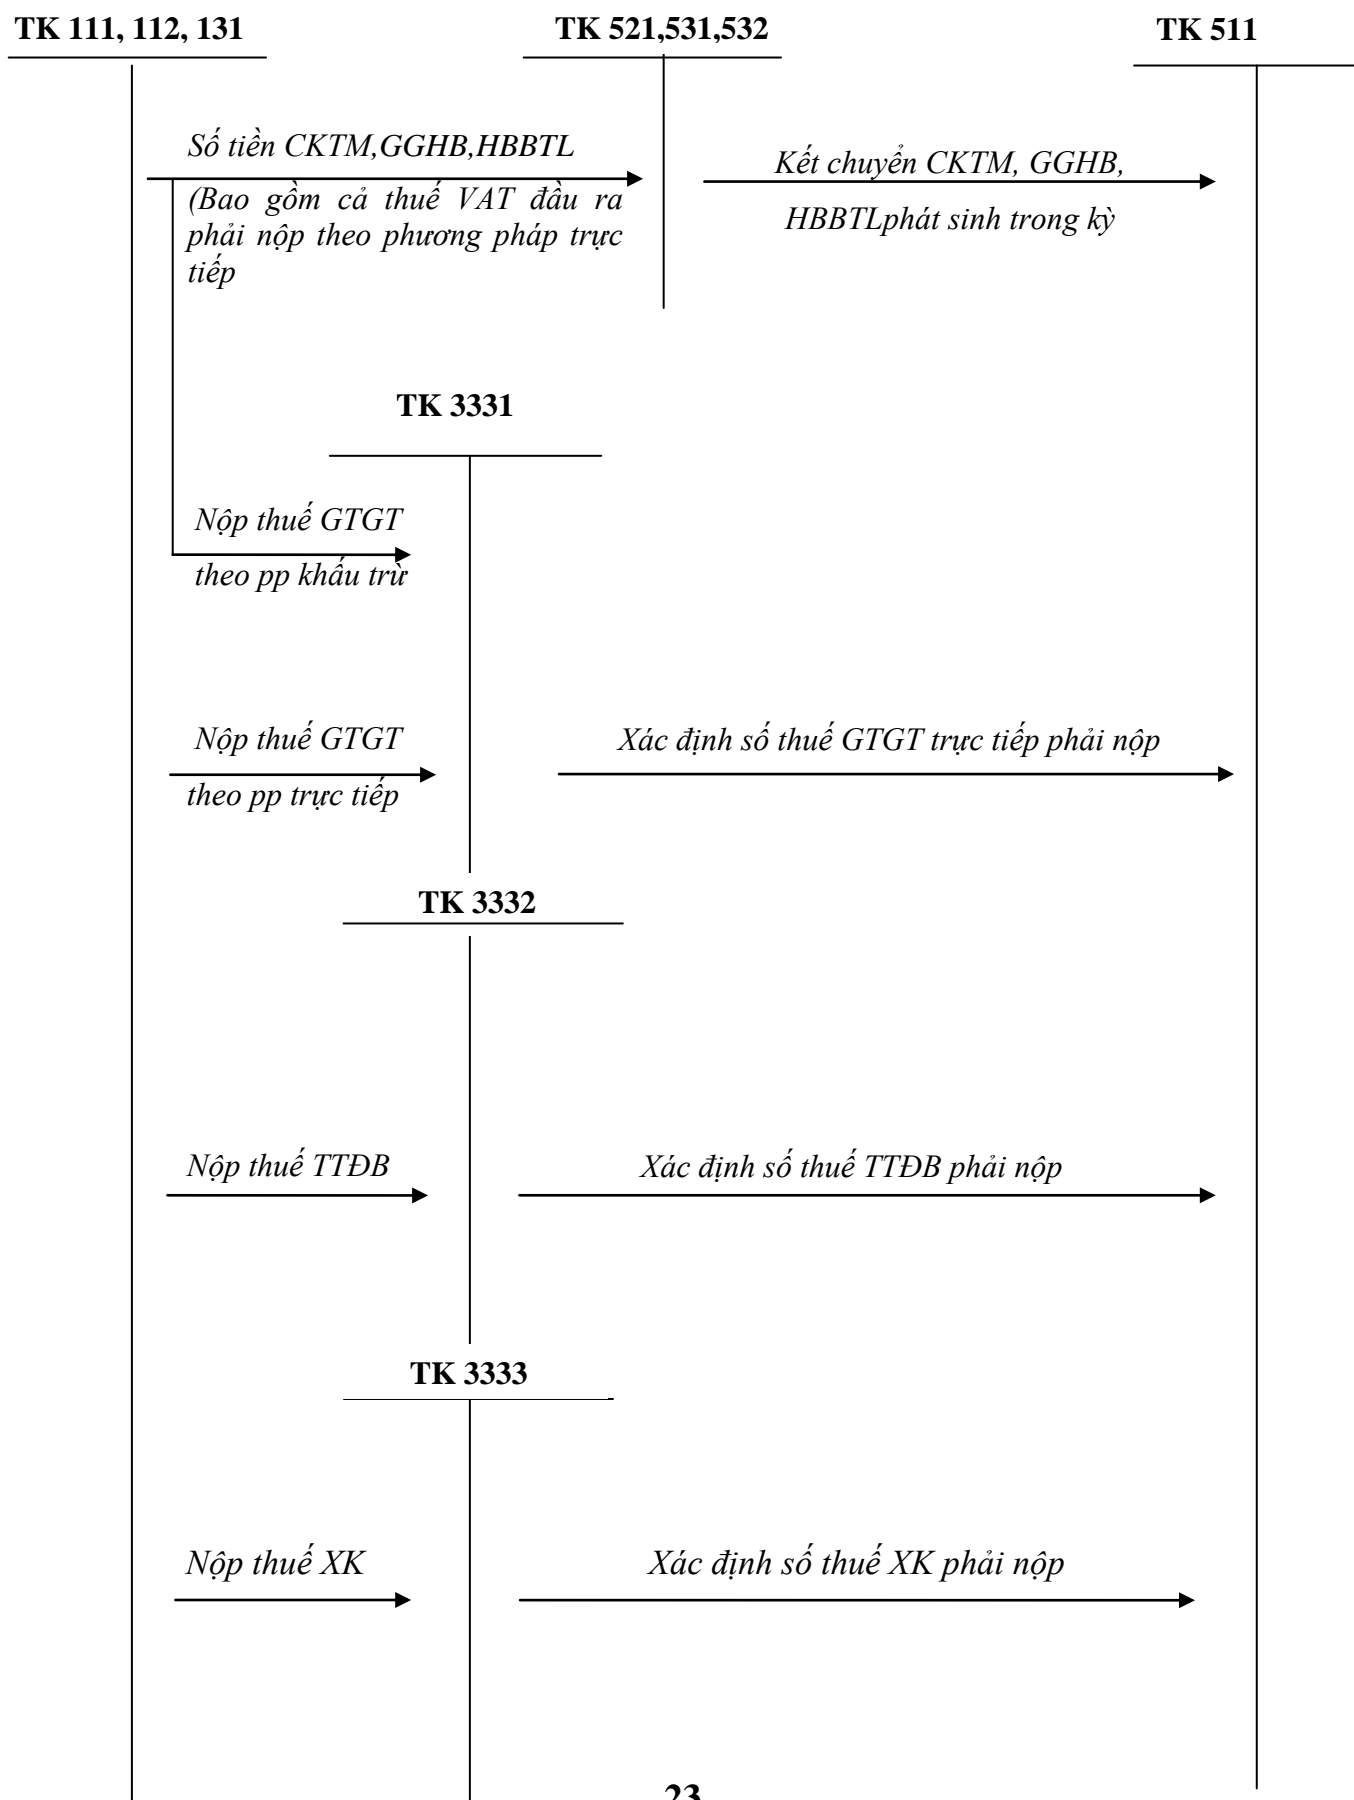 TK 111, 112, 131
TK 521,531,532
TK 511
Số tiền CKTM,GGHB,HBBTL
(Bao gồm cả thuế VAT đầu ra
phải nộp theo phương pháp trực
tiếp
Kết chuyển CKTM, GGHB,
HBBTLphát sinh trong kỳ
TK 3331
Nộp thuế GTGT
theo pp khấu trừ
Nộp thuế GTGT
theo pp trực tiếp
Xác định số thuế GTGT trực tiếp phải nộp
TK 3332
Nộp thuế TTĐB
Xác định số thuế TTĐB phải nộp
TK 3333
Nộp thuế XK
Xác định số thuế XK phải nộp
23